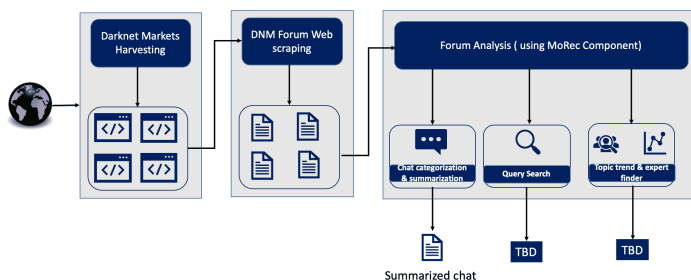 Darknet Markets
Harvesting
DNM Forum Web
scraping
Forum Analysis ( using MoRec Component)
</>
</>
</>
</>
Chat categorization
& summarization
Query Search
Topic trend & expert
finder
TBD
TBD
Summarized chat